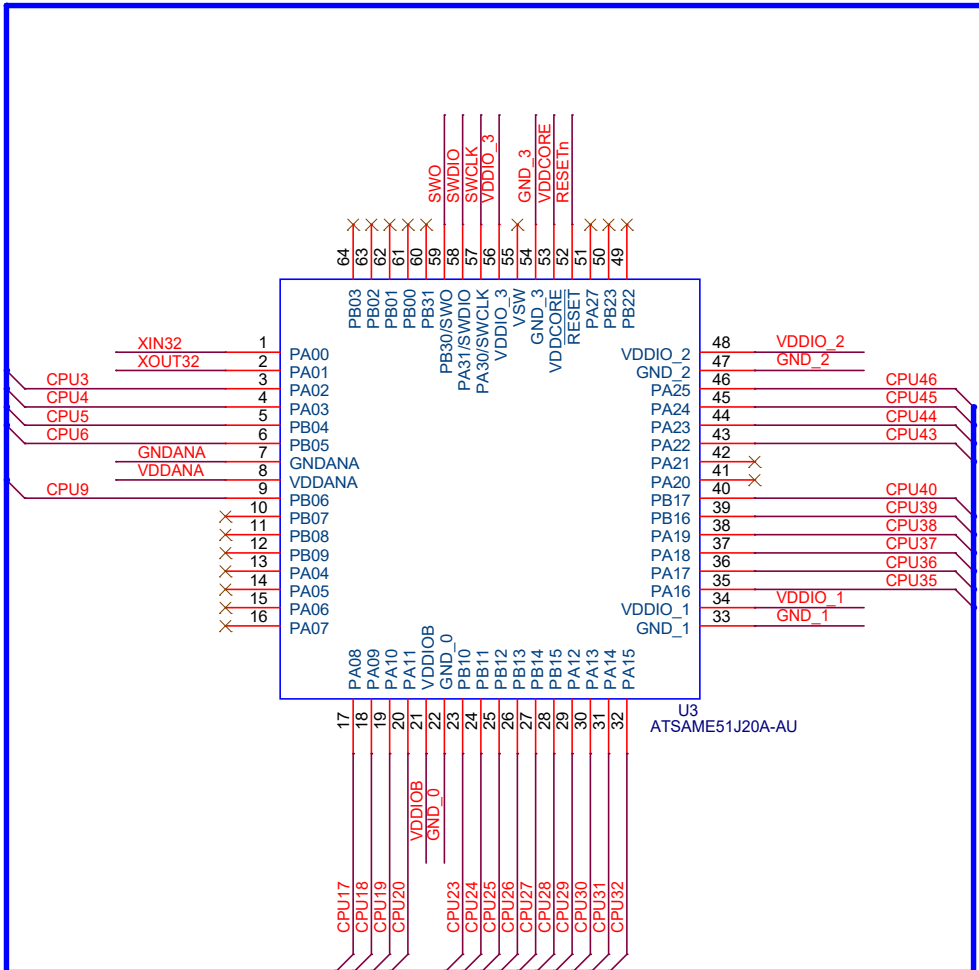 SWO
SWDIO
SWCLK
VDDIO_3
GND_3
VDDCORE
RESETn
64
63
62
61
60
59
58
57
56
55
54
53
52
51
50
49
PB03
PB02
PB01
PB00
PB31
PB30/SWO
PA31/SWDIO
PA30/SWCLK
VDDIO_3
VSW
GND_3
VDDCORE
RESET
PA27
PB23
PB22
XIN32 1 PA00
XOUT32 2 PA01
CPU3 3 PA02
CPU4 4 PA03
CPU5 5 PB04
CPU6 6 PB05
GNDANA 7 GNDANA
VDDANA 8 VDDANA
CPU9 9 PB06
10 PB07
11 PB08
12 PB09
13 PA04
14 PA05
15 PA06
16 PA07
VDDIO_2 48 VDDIO_2
GND_2 47 GND_2
PA25 46 CPU46
PA24 45 CPU45
PA23 44 CPU44
PA22 43 CPU43
PA21 42
PA20 41
PB17 40 CPU40
PB16 39 CPU39
PA19 38 CPU38
PA18 37 CPU37
PA17 36 CPU36
PA16 35 CPU35
VDDIO_1 34 VDDIO_1
GND_1 33 GND_1
PA08
PA09
PA10
PA11
VDDIOB
GND_0
PB10
PB11
PB12
PB13
PB14
PB15
PA12
PA13
PA14
PA15
17
18
19
20
21
22
23
24
25
26
27
28
29
30
31
32
U3
ATSAME51J20A-AU
VDDIOB
GND_0
CPU17
CPU18
CPU19
CPU20
CPU23
CPU24
CPU25
CPU26
CPU27
CPU28
CPU29
CPU30
CPU31
CPU32